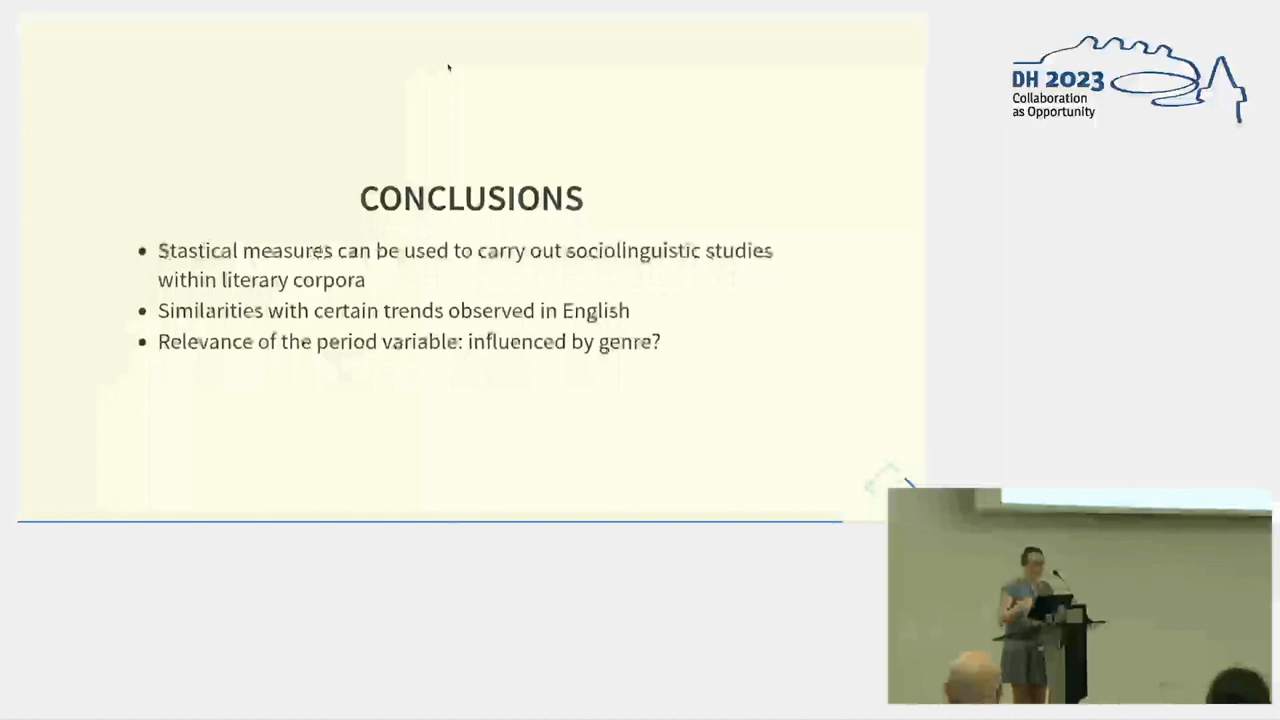 DH 2023
Collaboration
as Opportunity
CONCLUSIONS
• Stastical measures can be used to carry out sociolinguistic studies
within literary corpora
• Similarities with certain trends observed in English
• Relevance of the period variable: influenced by genre?